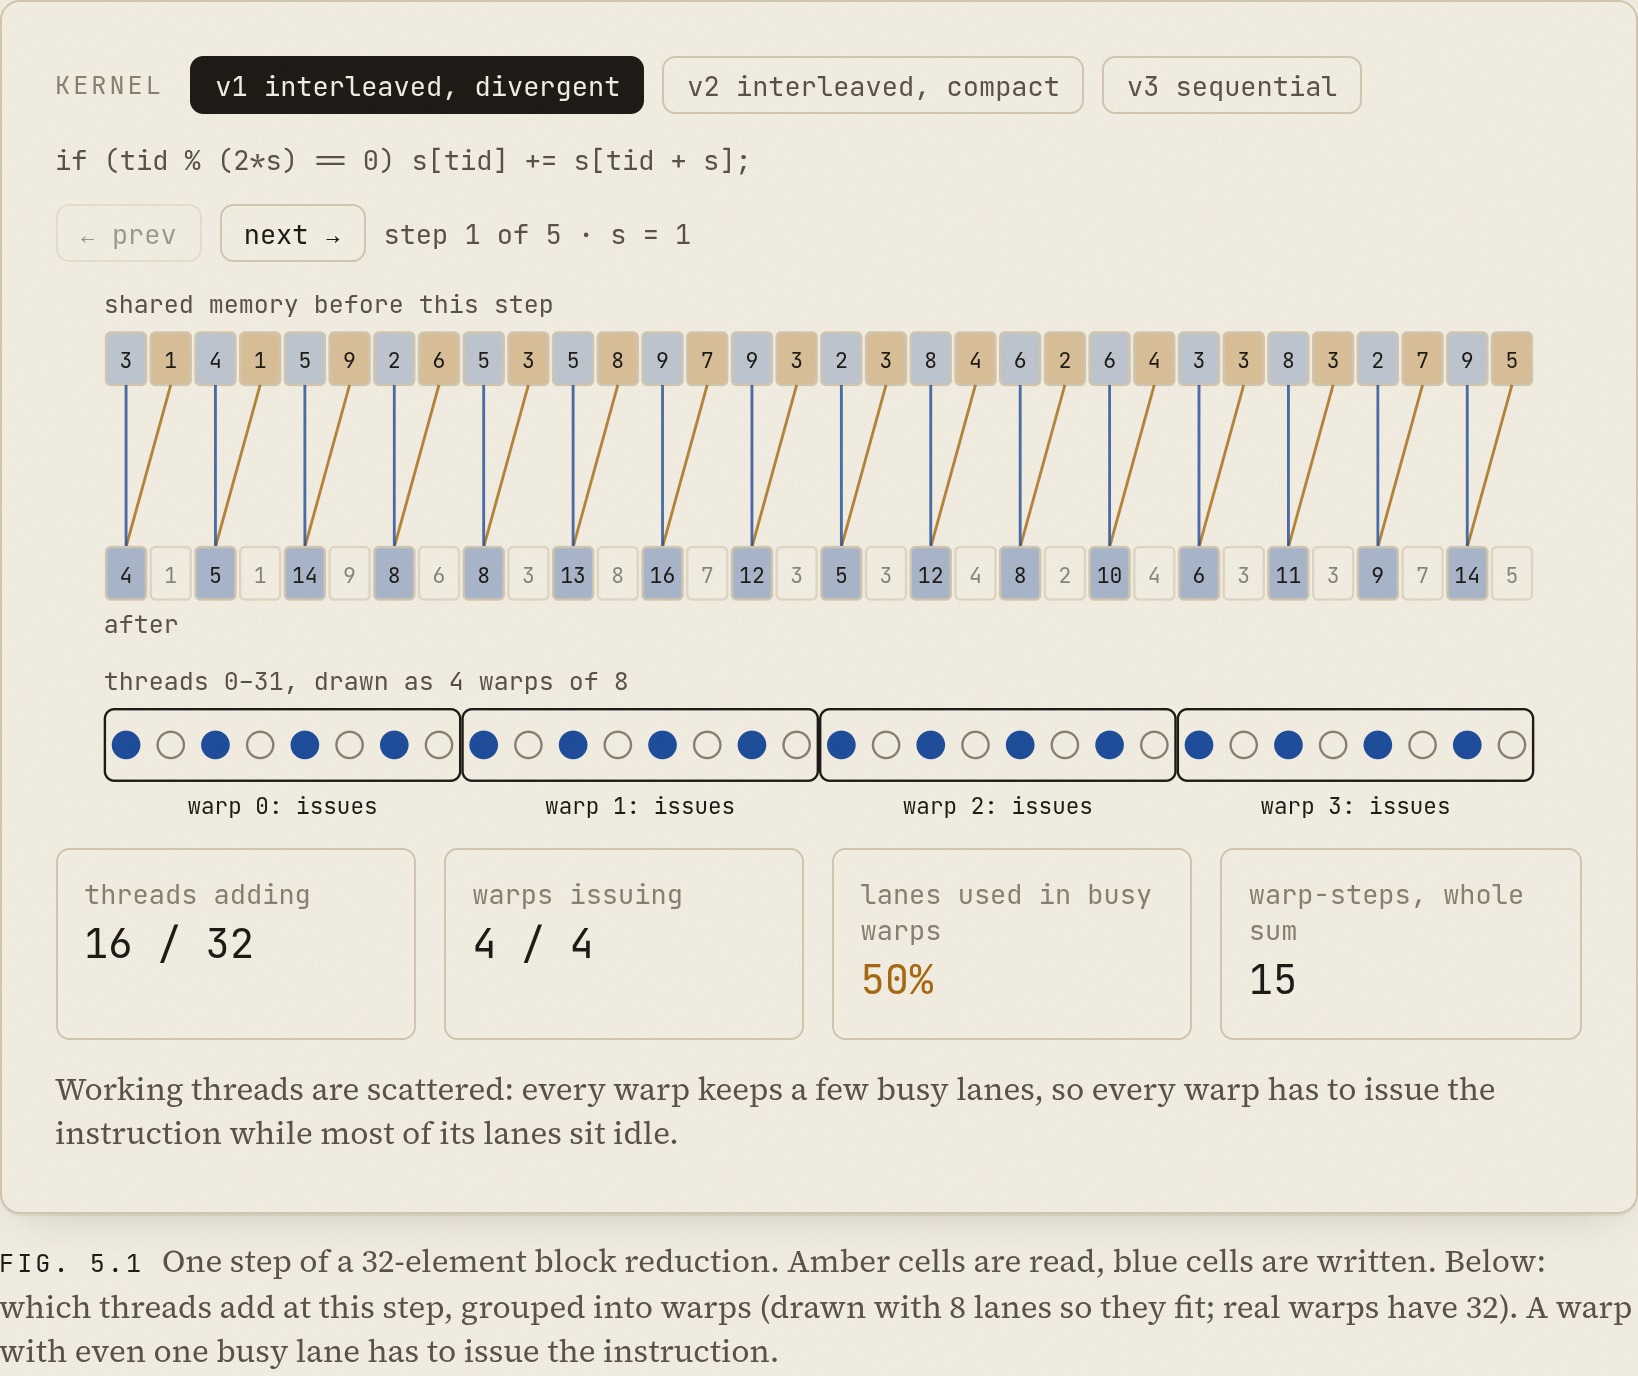 KERNEL v1 interleaved, divergent v2 interleaved, compact v3 sequential
if (tid % (2*s) == 0) s[tid] += s[tid + s];
← prev next → step 1 of 5 · s = 1
shared memory before this step
3 1 4 1 5 9 2 6 5 3 5 8 9 7 9 3 2 3 8 4 6 2 6 4 3 3 8 3 2 7 9 5
4 1 5 1 14 9 8 6 8 3 13 8 16 7 12 3 5 3 12 4 8 2 10 4 6 3 11 3 9 7 14 5
after
threads 0–31, drawn as 4 warps of 8
warp 0: issues warp 1: issues warp 2: issues warp 3: issues
threads adding
16 / 32
warps issuing
4 / 4
lanes used in busy
warps
50%
warp-steps, whole
sum
15
Working threads are scattered: every warp keeps a few busy lanes, so every warp has to issue the
instruction while most of its lanes sit idle.
FIG. 5.1 One step of a 32-element block reduction. Amber cells are read, blue cells are written. Below:
which threads add at this step, grouped into warps (drawn with 8 lanes so they fit; real warps have 32). A warp
with even one busy lane has to issue the instruction.